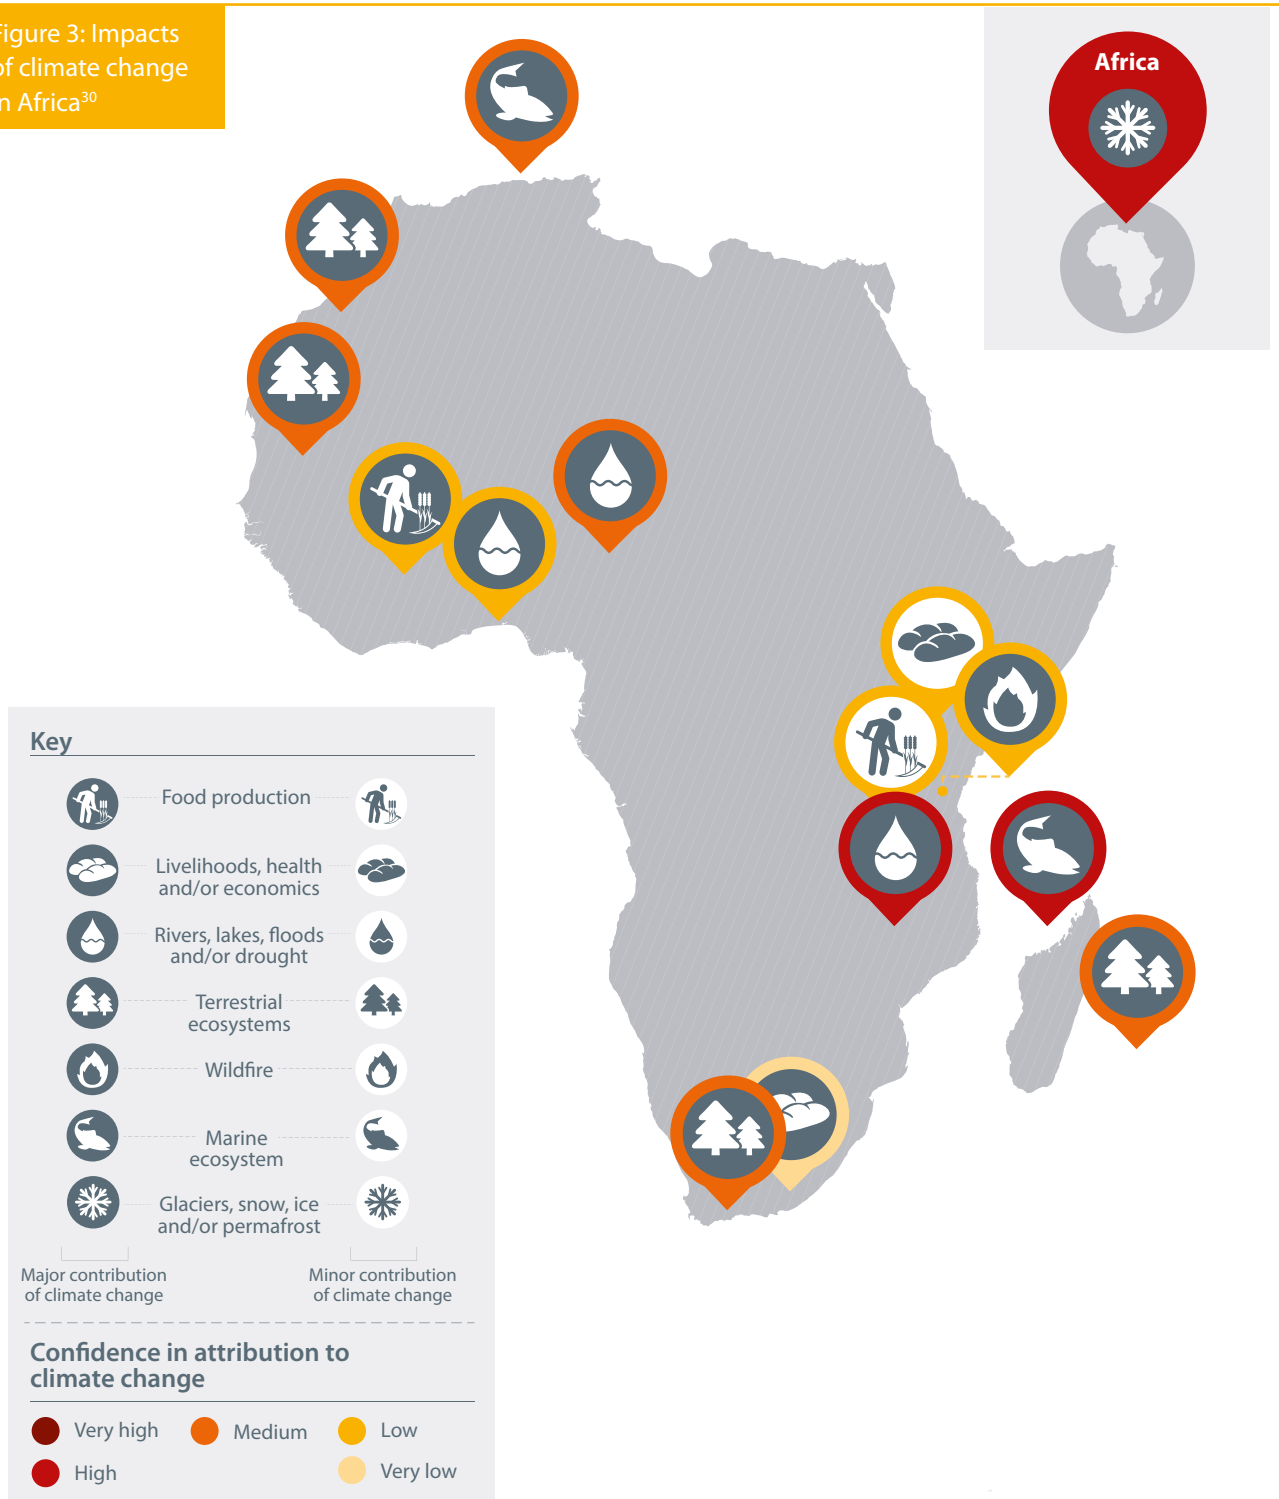 Figure 3: Impacts
of climate change
in Africa30
Africa
Key
Food production
Livelihoods, health
and/or economics
Rivers, lakes, floods
and/or drought
Terrestrial
ecosystems
Wildfire
Marine
ecosystem
Glaciers, snow, ice
and/or permafrost
Major contribution
of climate change
Minor contribution
of climate change
Confidence in attribution to
climate change
Very high
Medium
Low
High
Very low